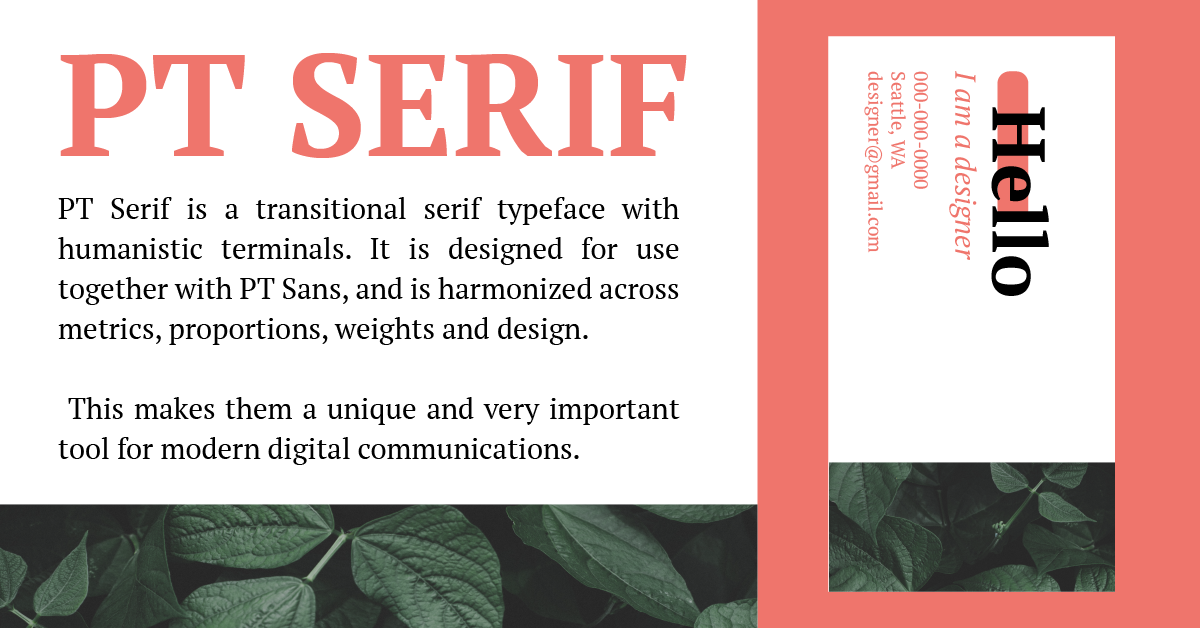 PT SERIF
PT Serif is a transitional serif typeface with
humanistic terminals. It is designed for use
together with PT Sans, and is harmonized across
metrics, proportions, weights and design.
This makes them a unique and very important
tool for modern digital communications.
Hello
I am a designer
000-000-0000
Seattle, WA
designer@gmail.com